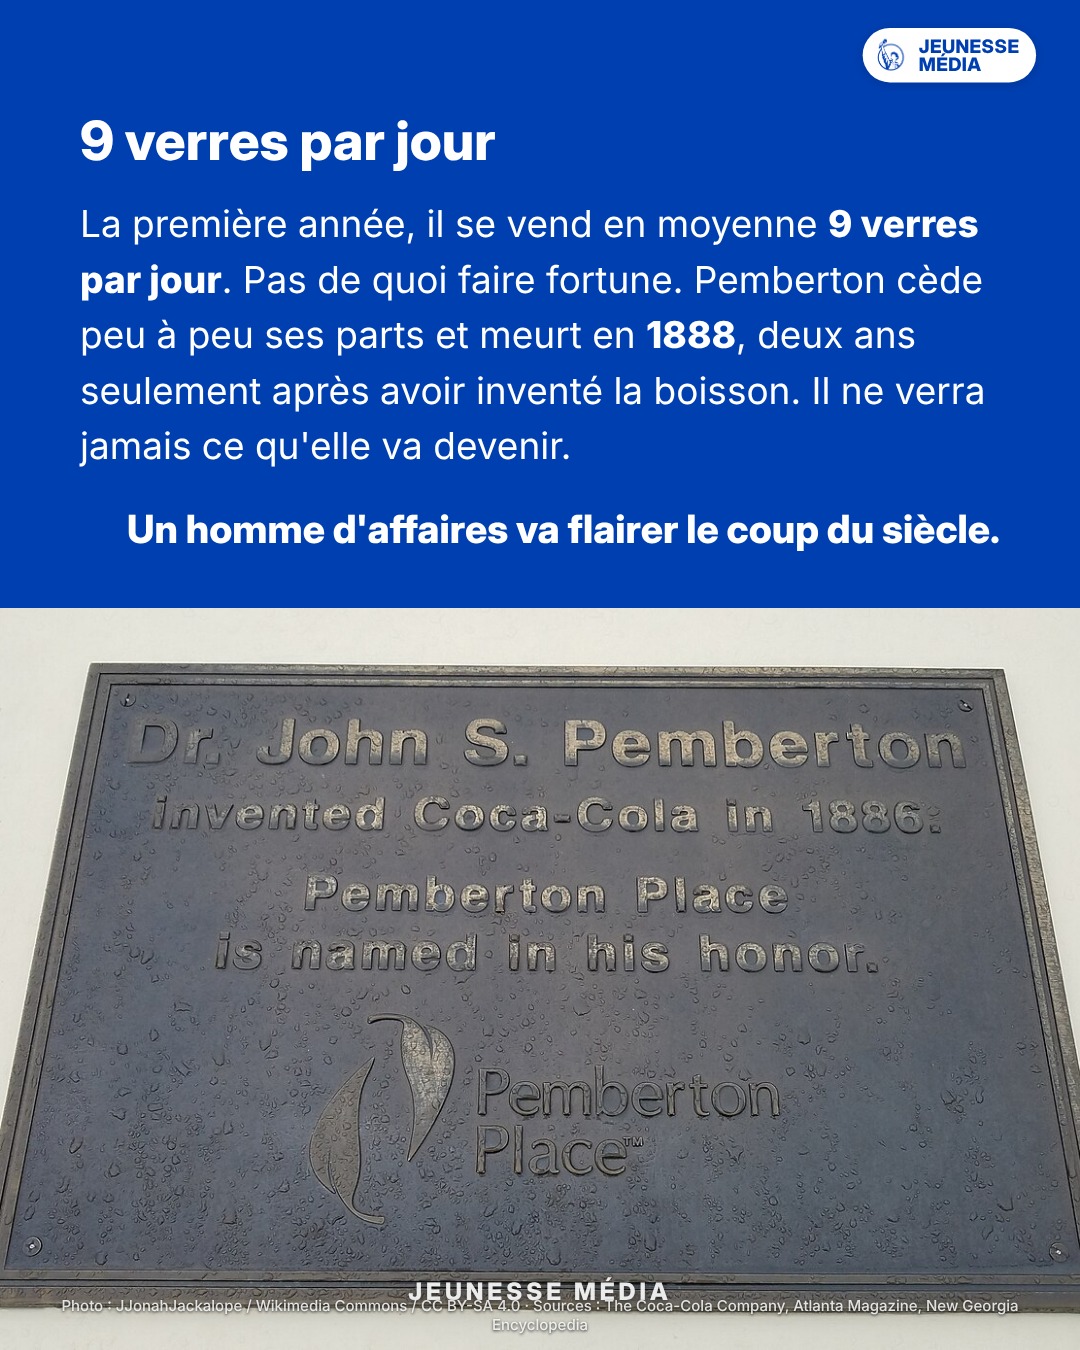 JEUNESSE
MÉDIA
9 verres par jour
La première année, il se vend en moyenne 9 verres
par jour. Pas de quoi faire fortune. Pemberton cède
peu à peu ses parts et meurt en 1888, deux ans
seulement après avoir inventé la boisson. Il ne verra
jamais ce qu'elle va devenir.
Un homme d'affaires va flairer le coup du siècle.
Dr. John S. Pemberton
invented Coca-Cola in 1886.
Pemberton Place
is named in his honor.
Pemberton
Place™
JEUNESSE MÉDIA
Photo : JJonahJackalope / Wikimedia Commons / CC BY-SA 4.0 · Sources : The Coca-Cola Company, Atlanta Magazine, New Georgia
Encyclopedia